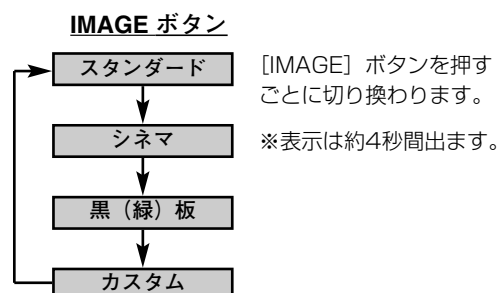 IMAGE ボタン
スタンダード
シネマ
黒（緑）板
カスタム
［IMAGE］ボタンを押す
ごとに切り換わります。
※表示は約4秒間出ます。